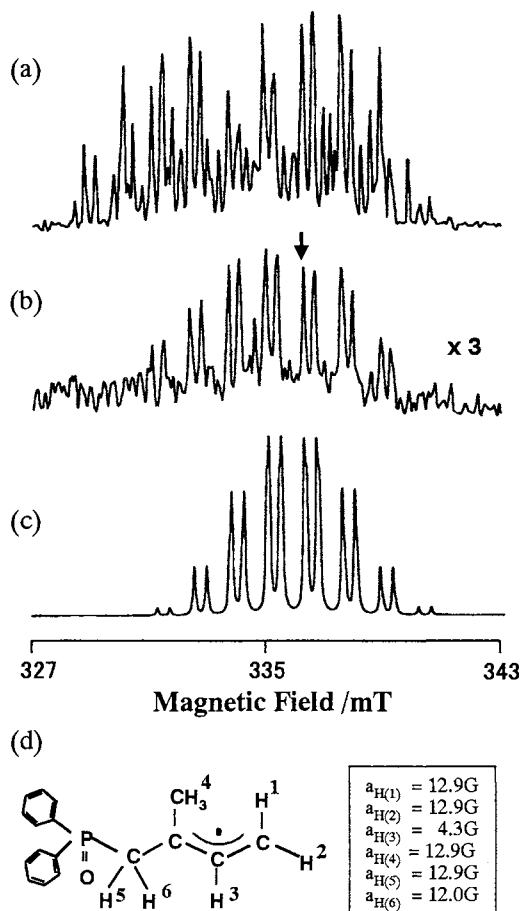 (a)
(b)
x 3
(c)
327 335 343
Magnetic Field /mT
(d)
4
CH3
H 1
P
C
C
C
C
H 2
O
H 5
H 6
H 3
aH(1) = 12.9G
aH(2) = 12.9G
aH(3) = 4.3G
aH(4) = 12.9G
aH(5) = 12.9G
aH(6) = 12.0G